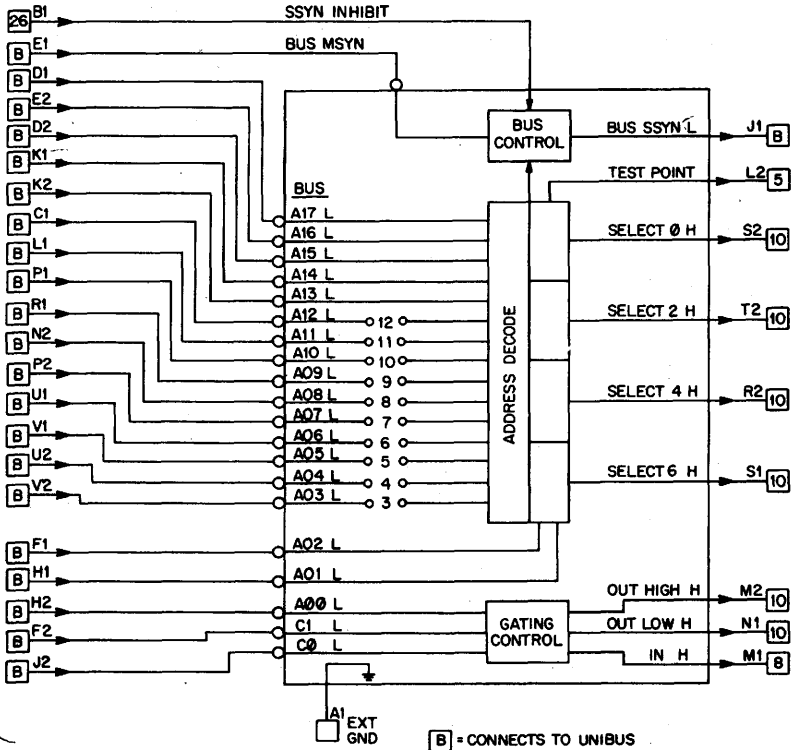 26 B1 SSYN INHIBIT
B E1 BUS MSYN
B D1
B E2
B D2
B K1
B K2
B C1
B L1
B P1
B R1
B N2
B P2
B U1
B V1
B U2
B V2
B F1
B H1
B H2
B F2
B J2
BUS
A17 L
A16 L
A15 L
A14 L
A13 L
A12 L 12
A11 L 11
A10 L 10
A09 L 9
A08 L 8
A07 L 7
A06 L 6
A05 L 5
A04 L 4
A03 L 3
A02 L
A01 L
A00 L
C1 L
C0 L
BUS
CONTROL
ADDRESS DECODE
GATING
CONTROL
BUS SSYN L J1 B
TEST POINT L2 5
SELECT 0 H S2 10
SELECT 2 H T2 10
SELECT 4 H R2 10
SELECT 6 H S1 10
OUT HIGH H M2 10
OUT LOW H N1 10
IN H M1 8
A1 EXT
GND
B = CONNECTS TO UNIBUS